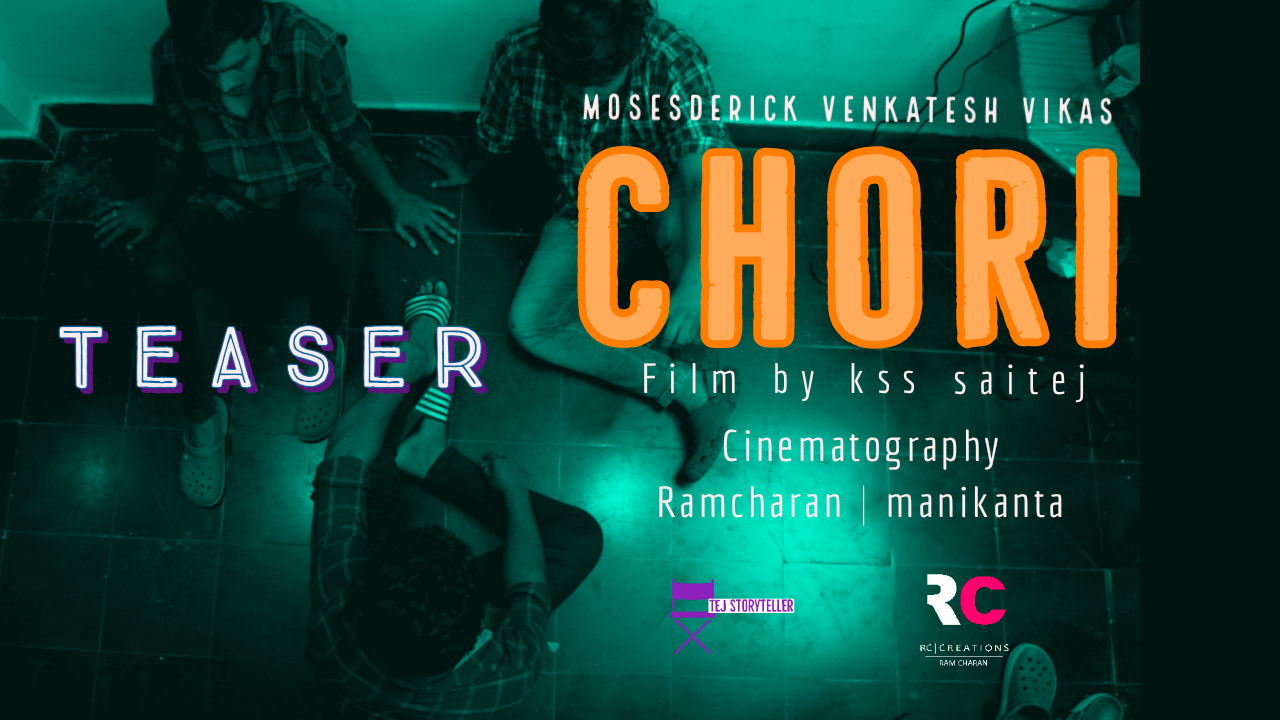 MOSESDERICK VENKATESH VIKAS
CHORI
TEASER
Film by kss saitej
Cinematography
Ramcharan | manikanta
TEJ STORYTELLER
RC
RC|CREATIONS
RAM CHARAN